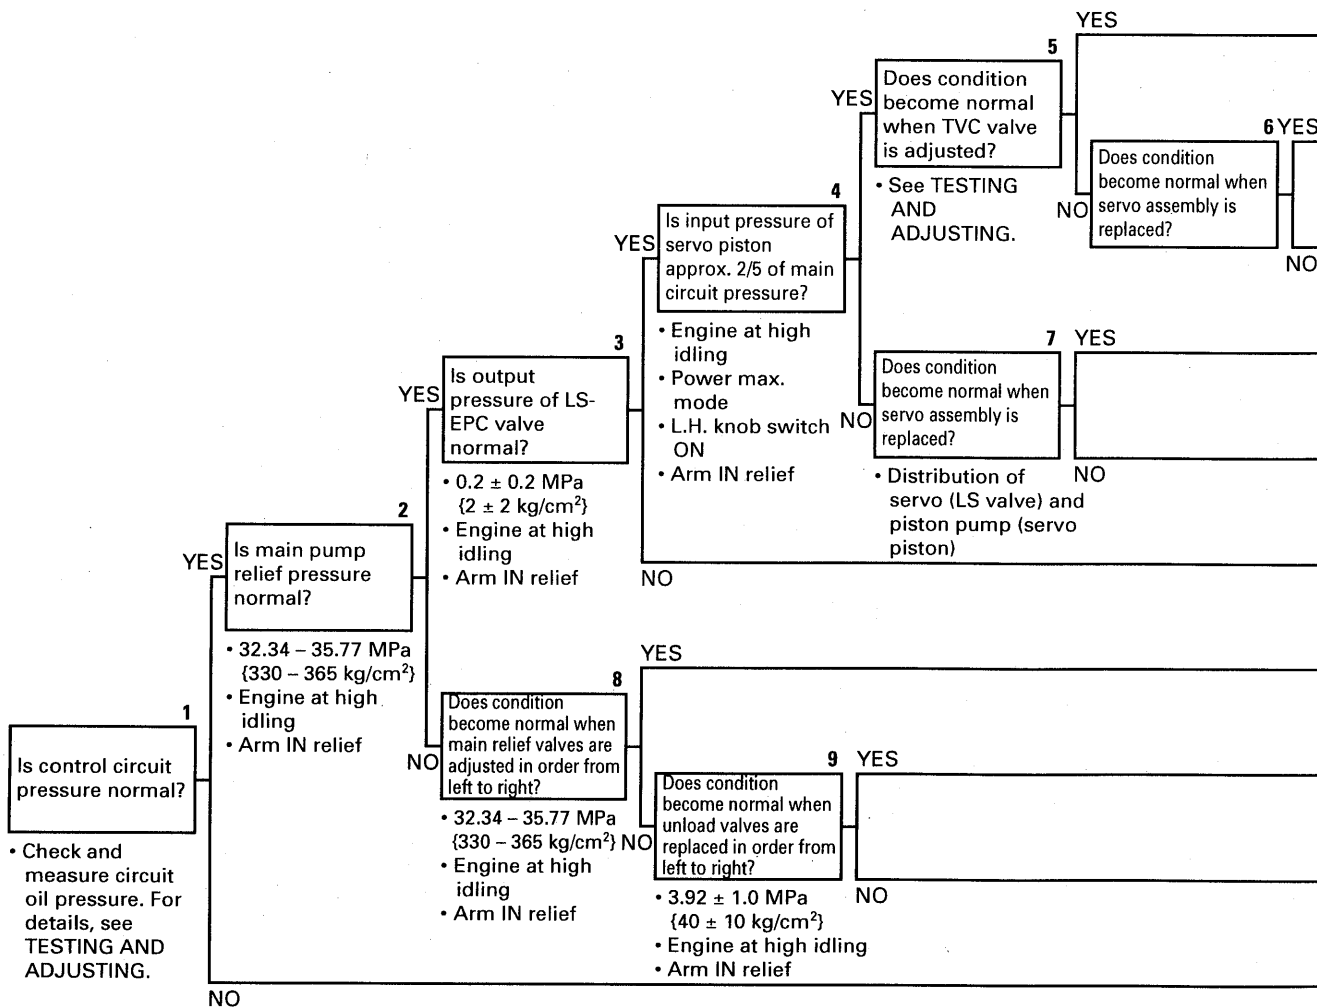 1
Is control circuit
pressure normal?
• Check and
measure circuit
oil pressure. For
details, see
TESTING AND
ADJUSTING.
YES
NO
2
Is main pump
relief pressure
normal?
• 32.34 – 35.77 MPa
{330 – 365 kg/cm²}
• Engine at high
idling
• Arm IN relief
YES
NO
3
Is output
pressure of LS-
EPC valve
normal?
• 0.2 ± 0.2 MPa
{2 ± 2 kg/cm²}
• Engine at high
idling
• Arm IN relief
YES
NO
4
Is input pressure of
servo piston
approx. 2/5 of main
circuit pressure?
• Engine at high
idling
• Power max.
mode
• L.H. knob switch
ON
• Arm IN relief
YES
NO
5
Does condition
become normal
when TVC valve
is adjusted?
• See TESTING
AND
ADJUSTING.
YES
NO
6
Does condition
become normal when
servo assembly is
replaced?
YES
NO
7
Does condition
become normal when
servo assembly is
replaced?
• Distribution of
servo (LS valve) and
piston pump (servo
piston)
YES
NO
8
Does condition
become normal when
main relief valves are
adjusted in order from
left to right?
• 32.34 – 35.77 MPa
{330 – 365 kg/cm²}
• Engine at high
idling
• Arm IN relief
YES
NO
9
Does condition
become normal when
unload valves are
replaced in order from
left to right?
• 3.92 ± 1.0 MPa
{40 ± 10 kg/cm²}
• Engine at high idling
• Arm IN relief
YES
NO